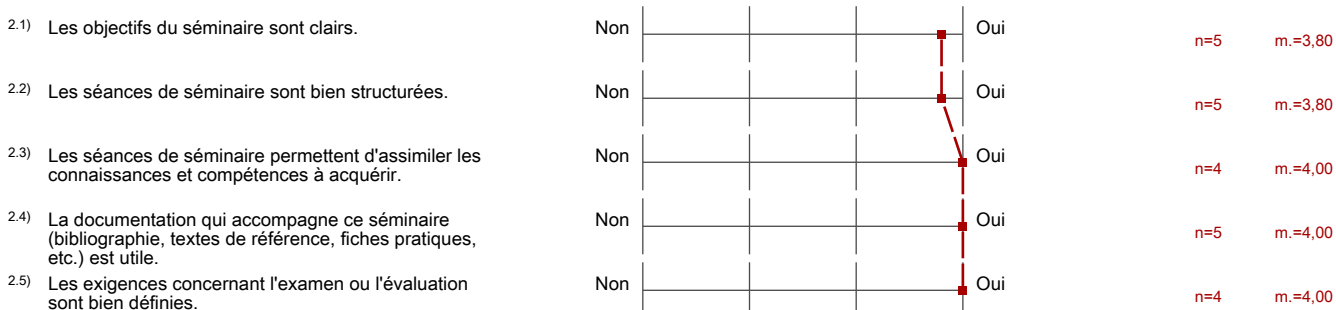 2.1) Les objectifs du séminaire sont clairs. Non Oui n=5 m.=3,80
2.2) Les séances de séminaire sont bien structurées. Non Oui n=5 m.=3,80
2.3) Les séances de séminaire permettent d'assimiler les
connaissances et compétences à acquérir. Non Oui n=4 m.=4,00
2.4) La documentation qui accompagne ce séminaire
(bibliographie, textes de référence, fiches pratiques,
etc.) est utile. Non Oui n=5 m.=4,00
2.5) Les exigences concernant l'examen ou l'évaluation
sont bien définies. Non Oui n=4 m.=4,00